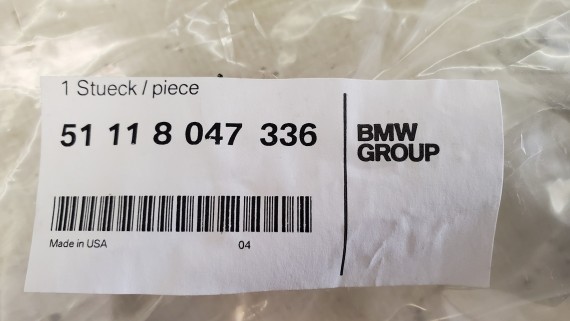 1 Stueck / piece
51 11 8 047 336
BMW
GROUP
Made in USA 04